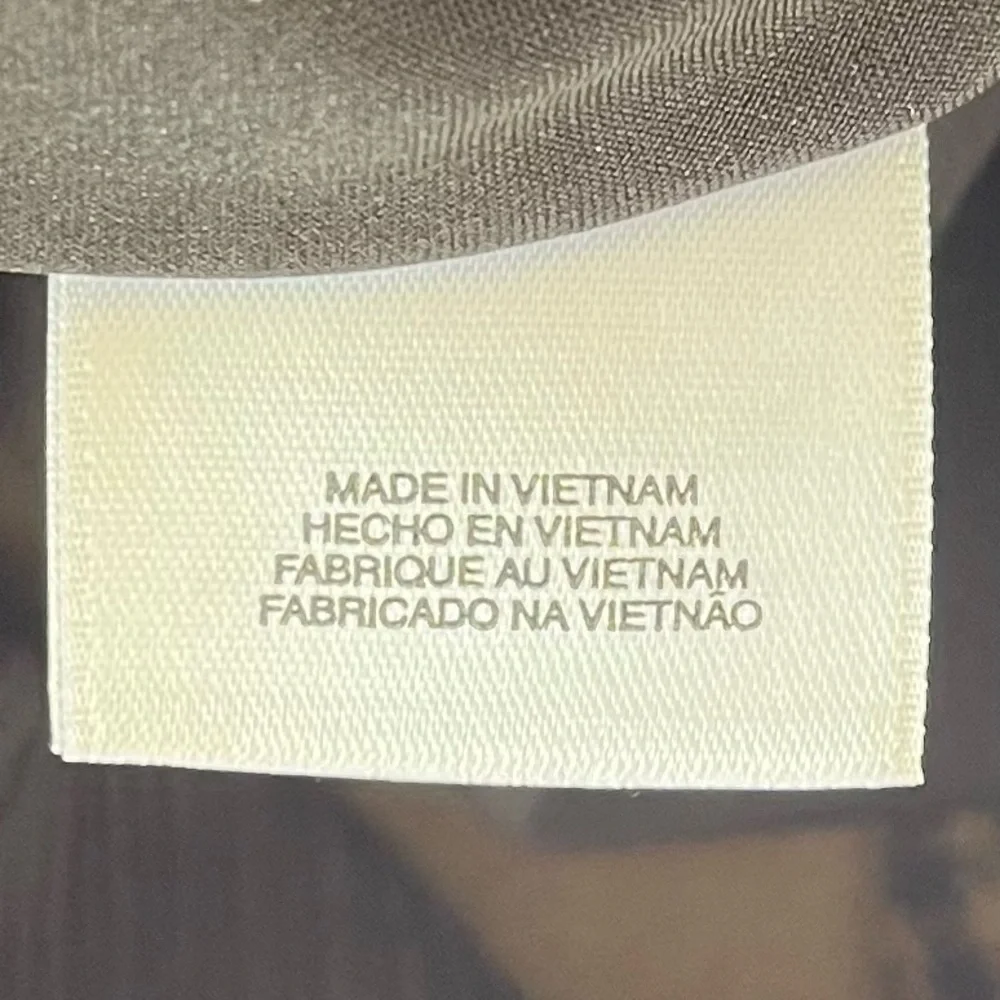 MADE IN VIETNAM
HECHO EN VIETNAM
FABRIQUE AU VIETNAM
FABRICADO NA VIETNÃO